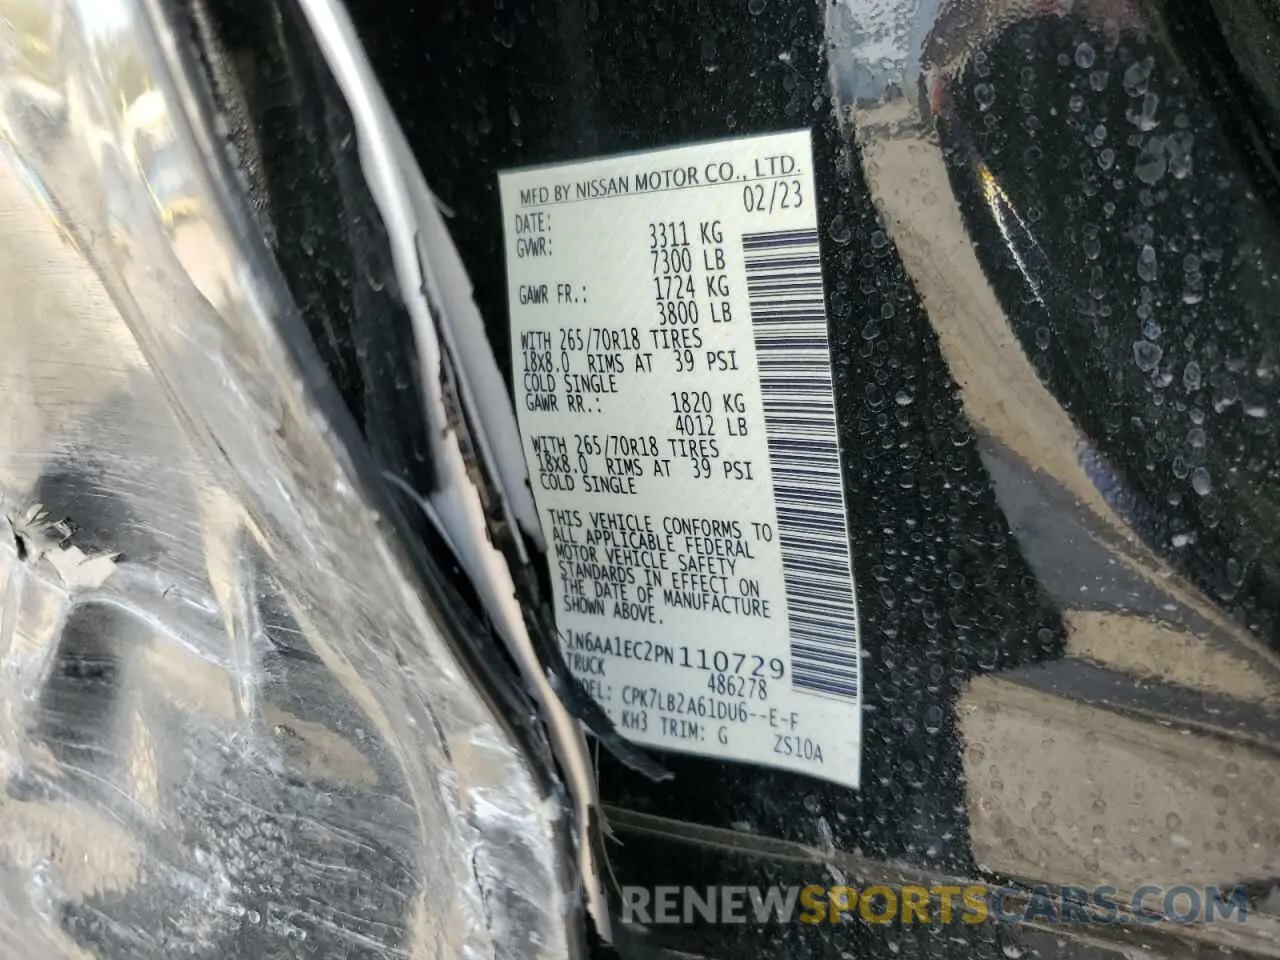 MFD BY NISSAN MOTOR CO., LTD.
DATE: 02/23
GVWR: 3311 KG
7300 LB
GAWR FR.: 1724 KG
3800 LB
WITH 265/70R18 TIRES
18X8.0 RIMS AT 39 PSI
COLD SINGLE
GAWR RR.: 1820 KG
4012 LB
WITH 265/70R18 TIRES
18X8.0 RIMS AT 39 PSI
COLD SINGLE
THIS VEHICLE CONFORMS TO
ALL APPLICABLE FEDERAL
MOTOR VEHICLE SAFETY
STANDARDS IN EFFECT ON
THE DATE OF MANUFACTURE
SHOWN ABOVE.
1N6AA1EC2PN110729
TRUCK 486278
CPK7LB2A61DU6--E-F
KH3 TRIM: G ZS10A
RENEWSPORTSCARS.COM